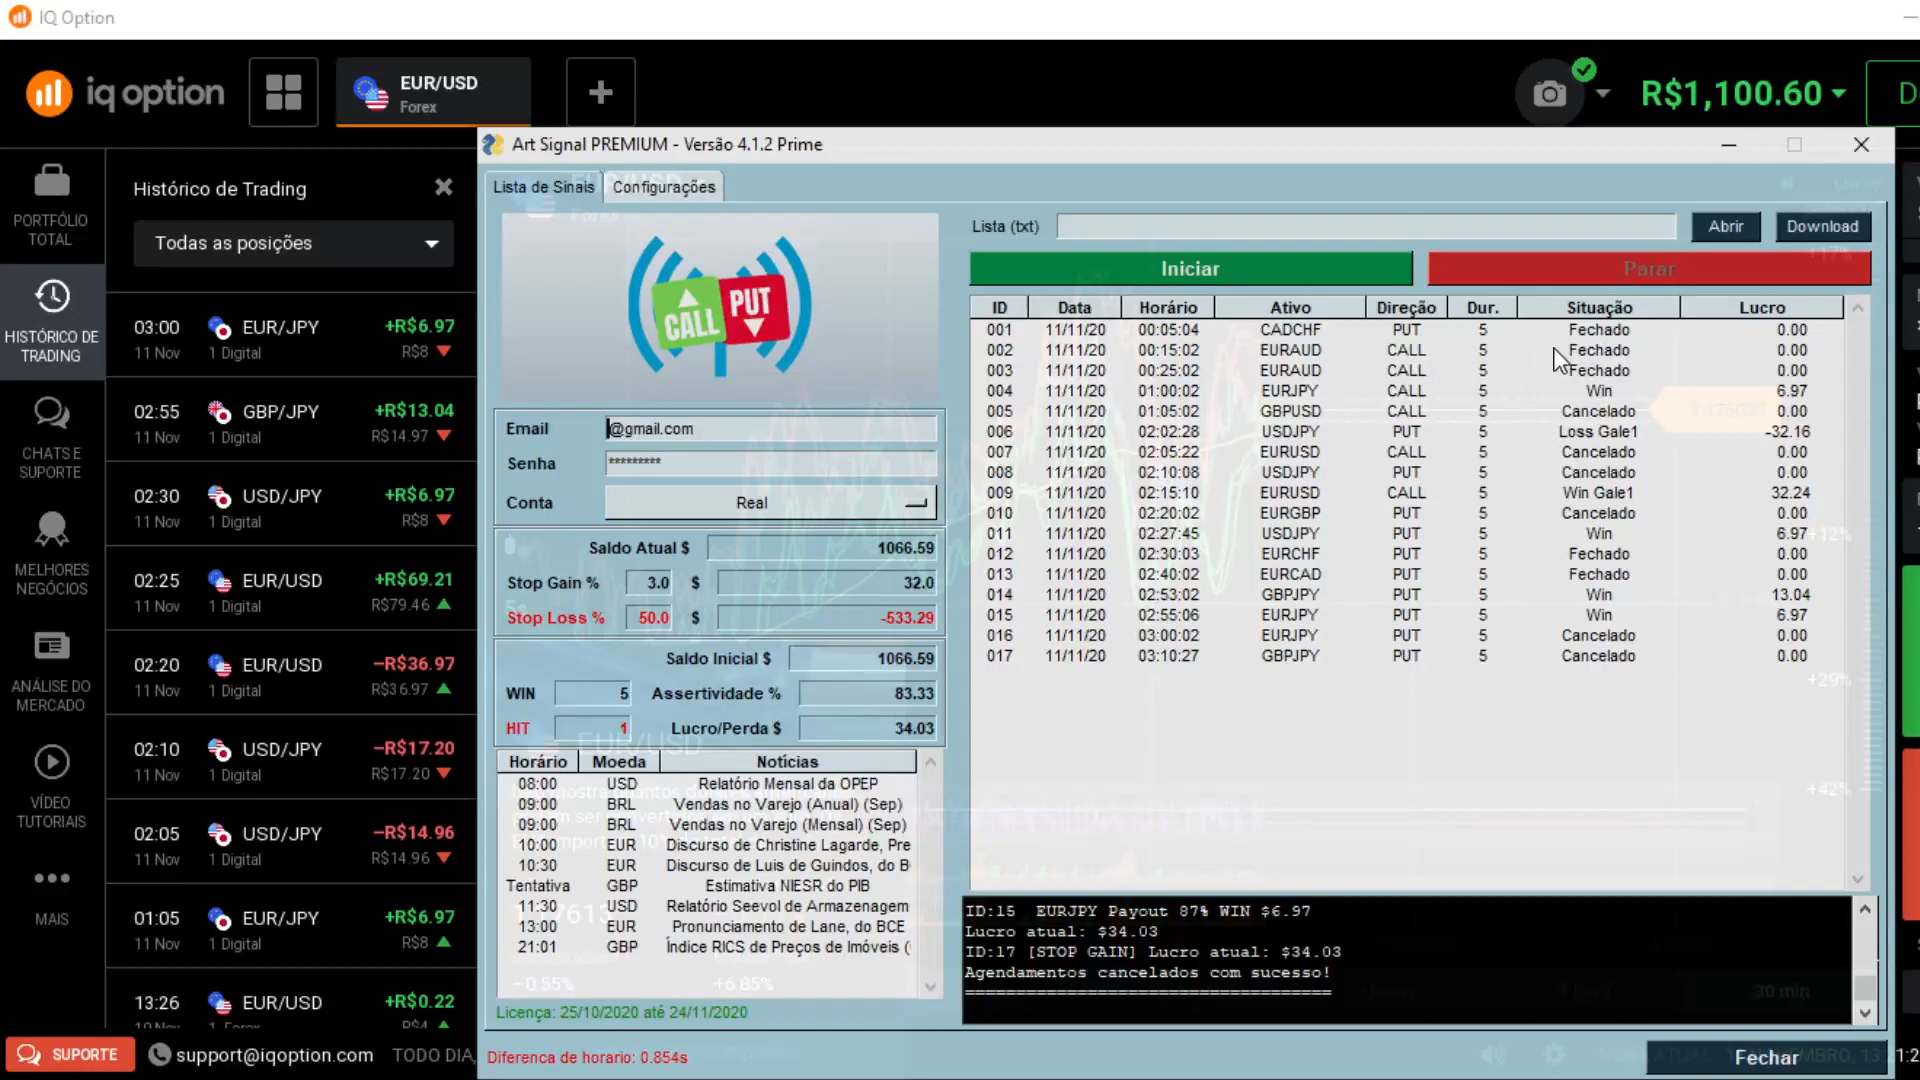 IQ Option
iq option
EUR/USD
Forex
R$1,100.60
Art Signal PREMIUM - Versão 4.1.2 Prime
Lista de Sinais
Configurações
PORTFÓLIO TOTAL
HISTÓRICO DE TRADING
CHATS E SUPORTE
MELHORES NEGÓCIOS
ANÁLISE DO MERCADO
VÍDEO TUTORIAIS
MAIS
Histórico de Trading
Todas as posições
03:00 EUR/JPY +R$6.97
11 Nov 1 Digital R$8
02:55 GBP/JPY +R$13.04
11 Nov 1 Digital R$14.97
02:30 USD/JPY +R$6.97
11 Nov 1 Digital R$8
02:25 EUR/USD +R$69.21
11 Nov 1 Digital R$79.46
02:20 EUR/USD −R$36.97
11 Nov 1 Digital R$36.97
02:10 USD/JPY −R$17.20
11 Nov 1 Digital R$17.20
02:05 USD/JPY −R$14.96
11 Nov 1 Digital R$14.96
01:05 EUR/JPY +R$6.97
11 Nov 1 Digital R$8
13:26 EUR/USD +R$0.22
CALL PUT
Email @gmail.com
Senha *********
Conta Real
Saldo Atual $ 1066.59
Stop Gain % 3.0 $ 32.0
Stop Loss % 50.0 $ -533.29
Saldo Inicial $ 1066.59
WIN 5 Assertividade % 83.33
HIT 1 Lucro/Perda $ 34.03
Horário Moeda Notícias
08:00 USD Relatório Mensal da OPEP
09:00 BRL Vendas no Varejo (Anual) (Sep)
09:00 BRL Vendas no Varejo (Mensal) (Sep)
10:00 EUR Discurso de Christine Lagarde, Pre
10:30 EUR Discurso de Luis de Guindos, do B
Tentativa GBP Estimativa NIESR do PIB
11:30 USD Relatório Seevol de Armazenagem
13:00 EUR Pronunciamento de Lane, do BCE
21:01 GBP Índice RICS de Preços de Imóveis (
−0.55% +6.85%
Licença: 25/10/2020 até 24/11/2020
Diferenca de horario: 0.854s
Lista (txt) Abrir Download
Iniciar Parar
ID Data Horário Ativo Direção Dur. Situação Lucro
001 11/11/20 00:05:04 CADCHF PUT 5 Fechado 0.00
002 11/11/20 00:15:02 EURAUD CALL 5 Fechado 0.00
003 11/11/20 00:25:02 EURAUD CALL 5 Fechado 0.00
004 11/11/20 01:00:02 EURJPY CALL 5 Win 6.97
005 11/11/20 01:05:02 GBPUSD CALL 5 Cancelado 0.00
006 11/11/20 02:02:28 USDJPY PUT 5 Loss Gale1 -32.16
007 11/11/20 02:05:22 EURUSD CALL 5 Cancelado 0.00
008 11/11/20 02:10:08 USDJPY PUT 5 Cancelado 0.00
009 11/11/20 02:15:10 EURUSD CALL 5 Win Gale1 32.24
010 11/11/20 02:20:02 EURGBP PUT 5 Cancelado 0.00
011 11/11/20 02:27:45 USDJPY PUT 5 Win 6.97
012 11/11/20 02:30:03 EURCHF PUT 5 Fechado 0.00
013 11/11/20 02:40:02 EURCAD PUT 5 Fechado 0.00
014 11/11/20 02:53:02 GBPJPY PUT 5 Win 13.04
015 11/11/20 02:55:06 EURJPY PUT 5 Win 6.97
016 11/11/20 03:00:02 EURJPY PUT 5 Cancelado 0.00
017 11/11/20 03:10:27 GBPJPY PUT 5 Cancelado 0.00
+12%
+29%
+42%
ID:15 EURJPY Payout 87% WIN $6.97
Lucro atual: $34.03
ID:17 [STOP GAIN] Lucro atual: $34.03
Agendamentos cancelados com sucesso!
====================================
30 min
SUPORTE
support@iqoption.com
TODO DIA,
Fechar